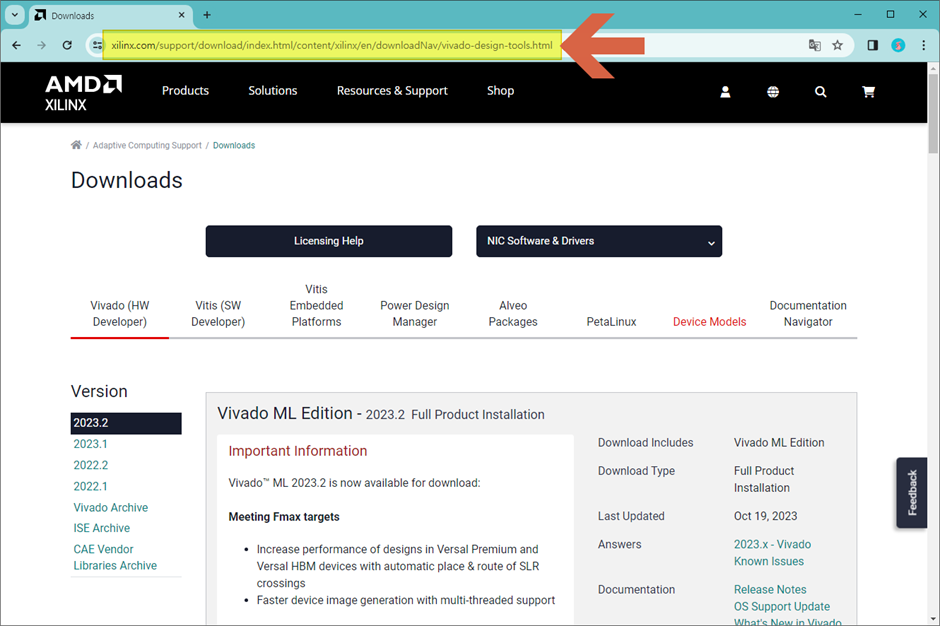 Downloads
xilinx.com/support/download/index.html/content/xilinx/en/downloadNav/vivado-design-tools.html
AMD
XILINX
Products
Solutions
Resources & Support
Shop
/ Adaptive Computing Support / Downloads
Downloads
Licensing Help
NIC Software & Drivers
Vivado (HW
Developer)
Vitis (SW
Developer)
Vitis
Embedded
Platforms
Power Design
Manager
Alveo
Packages
PetaLinux
Device Models
Documentation
Navigator
Version
2023.2
2023.1
2022.2
2022.1
Vivado Archive
ISE Archive
CAE Vendor
Libraries Archive
Vivado ML Edition - 2023.2 Full Product Installation
Important Information
Vivado™ ML 2023.2 is now available for download:
Meeting Fmax targets
• Increase performance of designs in Versal Premium and
Versal HBM devices with automatic place & route of SLR
crossings
• Faster device image generation with multi-threaded support
Download Includes Vivado ML Edition
Download Type Full Product
Installation
Last Updated Oct 19, 2023
Answers 2023.x - Vivado
Known Issues
Documentation Release Notes
OS Support Update
What's New in Vivado
Feedback